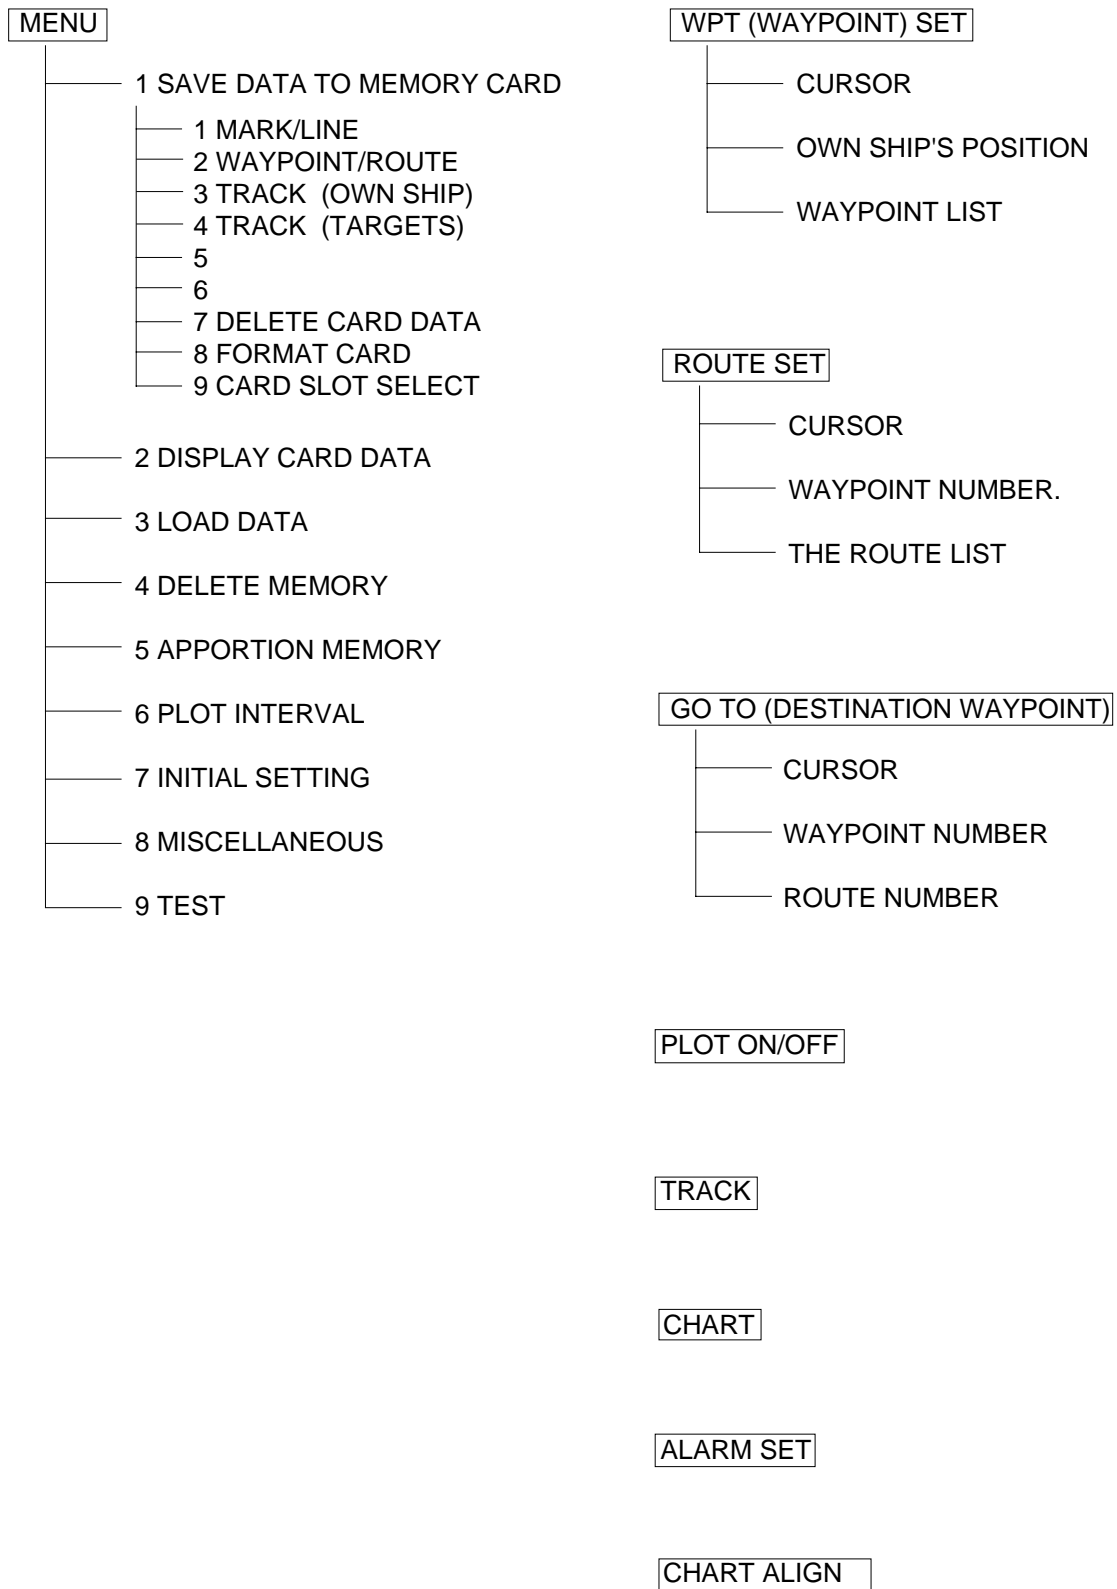 MENU
1 SAVE DATA TO MEMORY CARD
1 MARK/LINE
2 WAYPOINT/ROUTE
3 TRACK (OWN SHIP)
4 TRACK (TARGETS)
5
6
7 DELETE CARD DATA
8 FORMAT CARD
9 CARD SLOT SELECT
2 DISPLAY CARD DATA
3 LOAD DATA
4 DELETE MEMORY
5 APPORTION MEMORY
6 PLOT INTERVAL
7 INITIAL SETTING
8 MISCELLANEOUS
9 TEST
WPT (WAYPOINT) SET
CURSOR
OWN SHIP'S POSITION
WAYPOINT LIST
ROUTE SET
CURSOR
WAYPOINT NUMBER.
THE ROUTE LIST
GO TO (DESTINATION WAYPOINT)
CURSOR
WAYPOINT NUMBER
ROUTE NUMBER
PLOT ON/OFF
TRACK
CHART
ALARM SET
CHART ALIGN